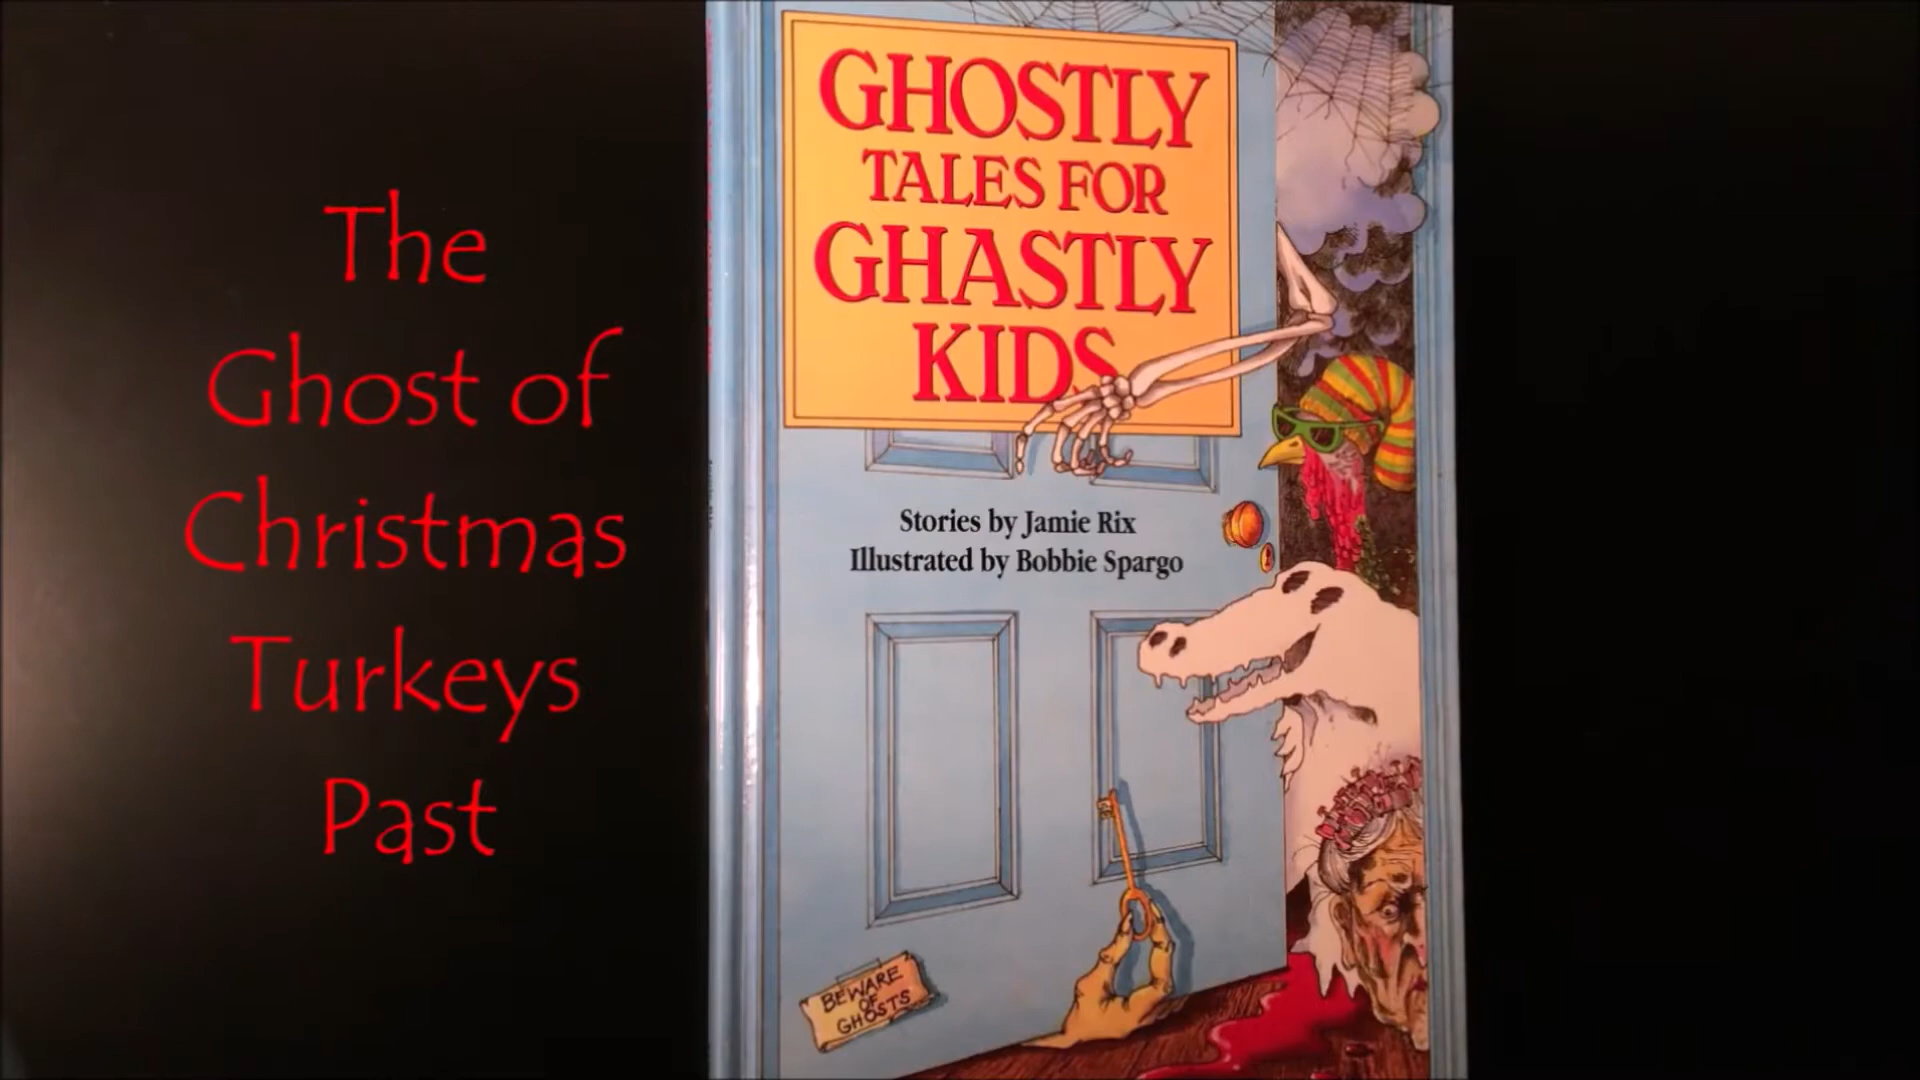 The
Ghost of
Christmas
Turkeys
Past
GHOSTLY
TALES FOR
GHASTLY
KIDS
Stories by Jamie Rix
Illustrated by Bobbie Spargo
BEWARE
OF
GHOSTS